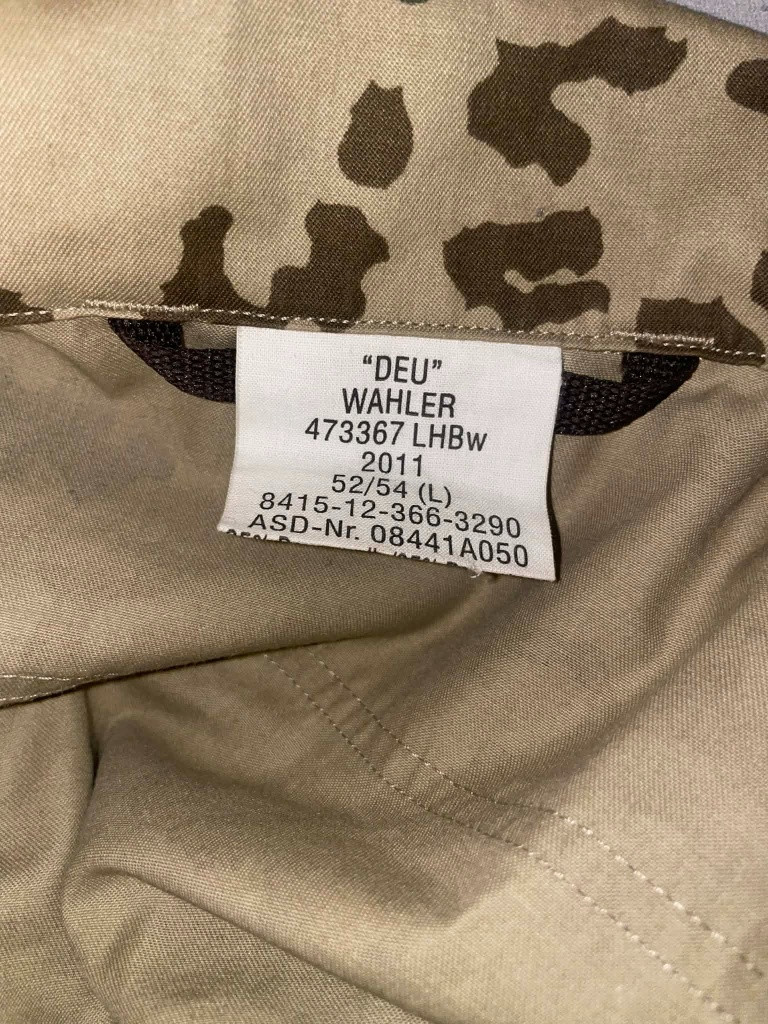 “DEU”
WAHLER
473367 LHBw
2011
52/54 (L)
8415-12-366-3290
ASD-Nr. 08441A050